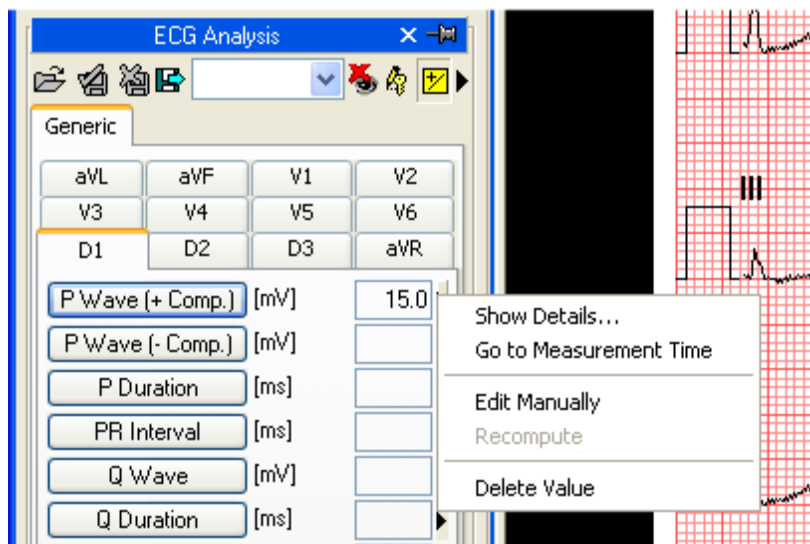 ECG Analysis
Generic
aVL aVF V1 V2
V3 V4 V5 V6
D1 D2 D3 aVR
P Wave (+ Comp.) [mV] 15.0
P Wave (- Comp.) [mV]
P Duration [ms]
PR Interval [ms]
Q Wave [mV]
Q Duration [ms]
Show Details...
Go to Measurement Time
Edit Manually
Recompute
Delete Value
III